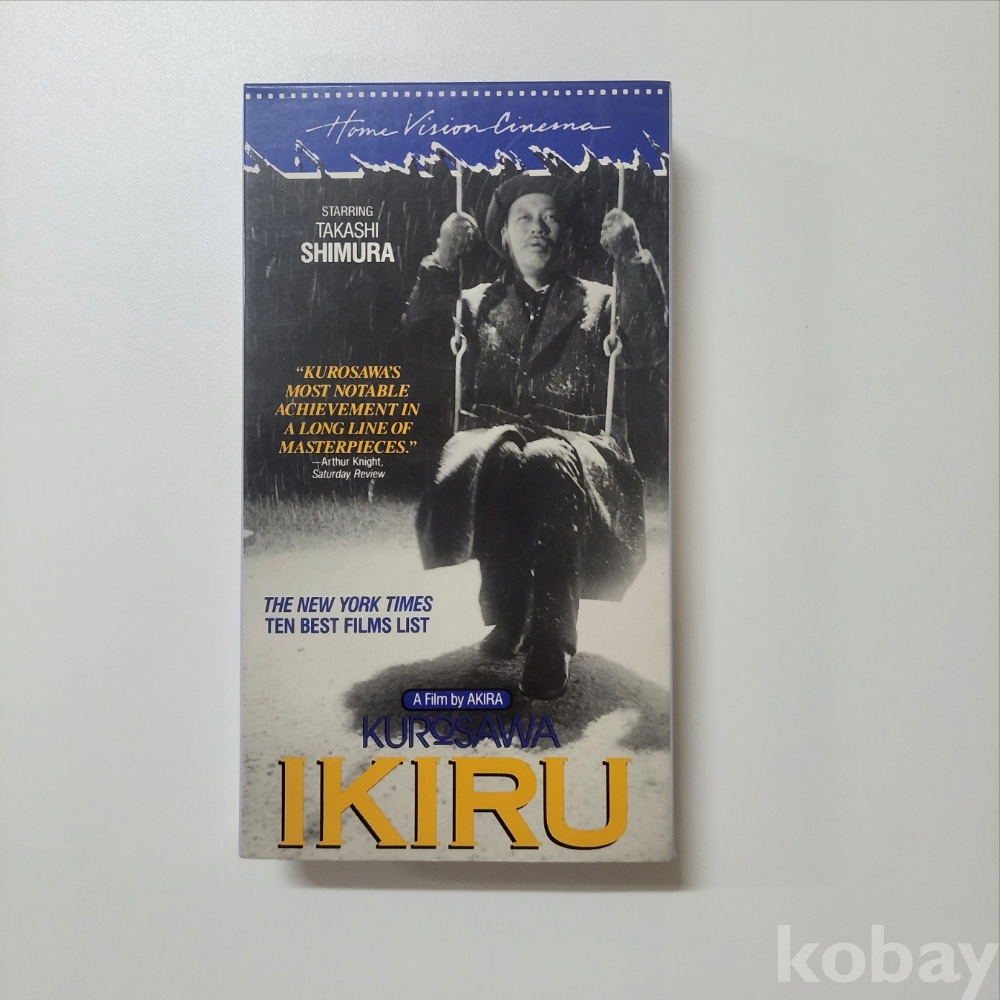 Home Vision Cinema
STARRING
TAKASHI
SHIMURA
“KUROSAWA'S
MOST NOTABLE
ACHIEVEMENT IN
A LONG LINE OF
MASTERPIECES.”
—Arthur Knight,
Saturday Review
THE NEW YORK TIMES
TEN BEST FILMS LIST
A Film by AKIRA
KUROSAWA
IKIRU
kobay